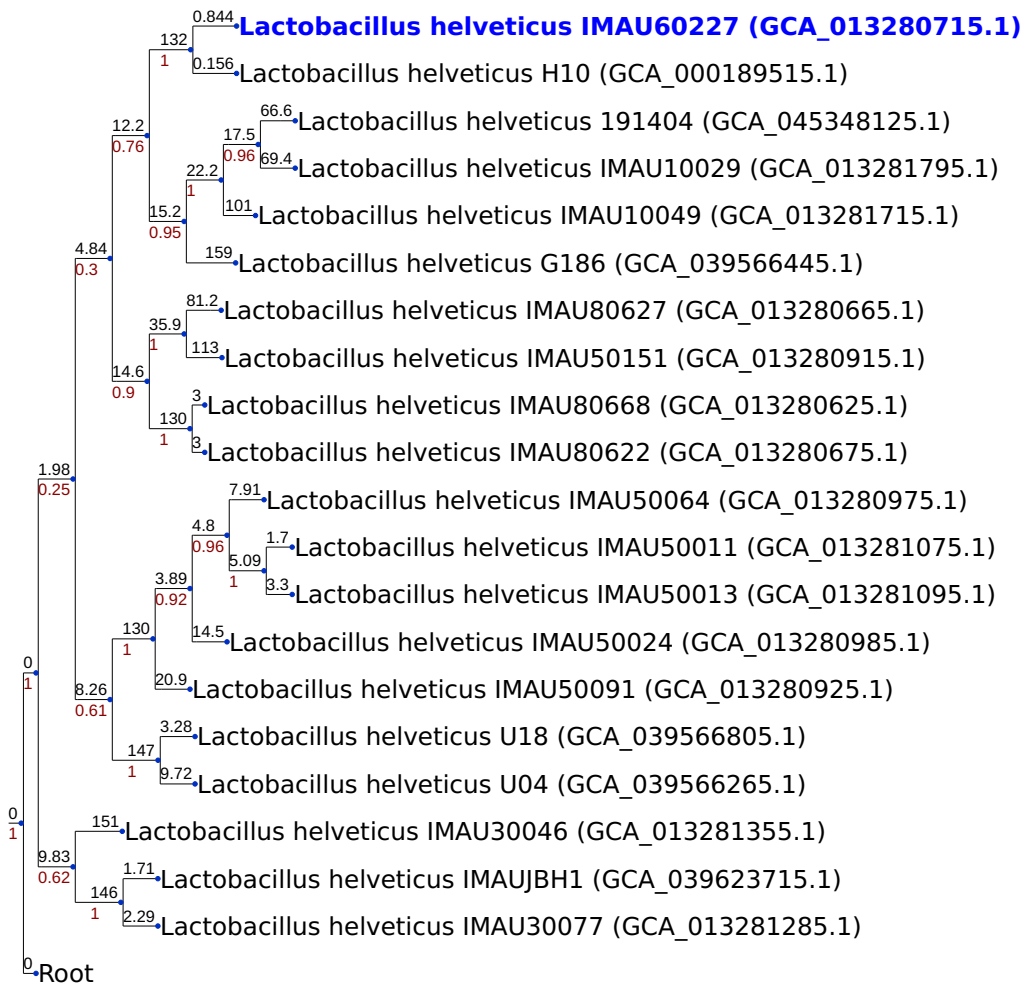 0.844
Lactobacillus helveticus IMAU60227 (GCA_013280715.1)
132
1
0.156
Lactobacillus helveticus H10 (GCA_000189515.1)
12.2
0.76
66.6
Lactobacillus helveticus 191404 (GCA_045348125.1)
17.5
0.96
69.4
Lactobacillus helveticus IMAU10029 (GCA_013281795.1)
22.2
1
101
Lactobacillus helveticus IMAU10049 (GCA_013281715.1)
15.2
0.95
159
Lactobacillus helveticus G186 (GCA_039566445.1)
4.84
0.3
81.2
Lactobacillus helveticus IMAU80627 (GCA_013280665.1)
35.9
1
113
Lactobacillus helveticus IMAU50151 (GCA_013280915.1)
14.6
0.9
3
Lactobacillus helveticus IMAU80668 (GCA_013280625.1)
130
1
3
Lactobacillus helveticus IMAU80622 (GCA_013280675.1)
1.98
0.25
7.91
Lactobacillus helveticus IMAU50064 (GCA_013280975.1)
4.8
0.96
1.7
Lactobacillus helveticus IMAU50011 (GCA_013281075.1)
5.09
1
3.3
Lactobacillus helveticus IMAU50013 (GCA_013281095.1)
3.89
0.92
14.5
Lactobacillus helveticus IMAU50024 (GCA_013280985.1)
130
1
20.9
Lactobacillus helveticus IMAU50091 (GCA_013280925.1)
8.26
0.61
3.28
Lactobacillus helveticus U18 (GCA_039566805.1)
147
1
9.72
Lactobacillus helveticus U04 (GCA_039566265.1)
0
1
0
1
151
Lactobacillus helveticus IMAU30046 (GCA_013281355.1)
9.83
0.62
1.71
Lactobacillus helveticus IMAUJBH1 (GCA_039623715.1)
146
1
2.29
Lactobacillus helveticus IMAU30077 (GCA_013281285.1)
0
Root